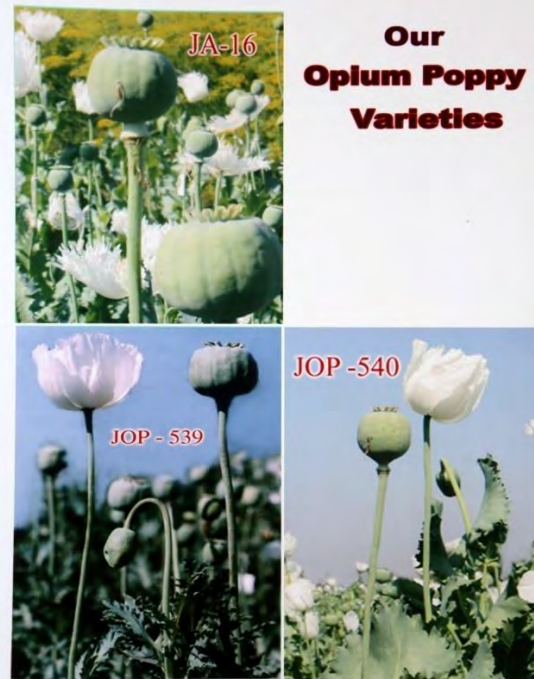 JA-16
Our
Opium Poppy
Varieties
JOP - 539
JOP -540